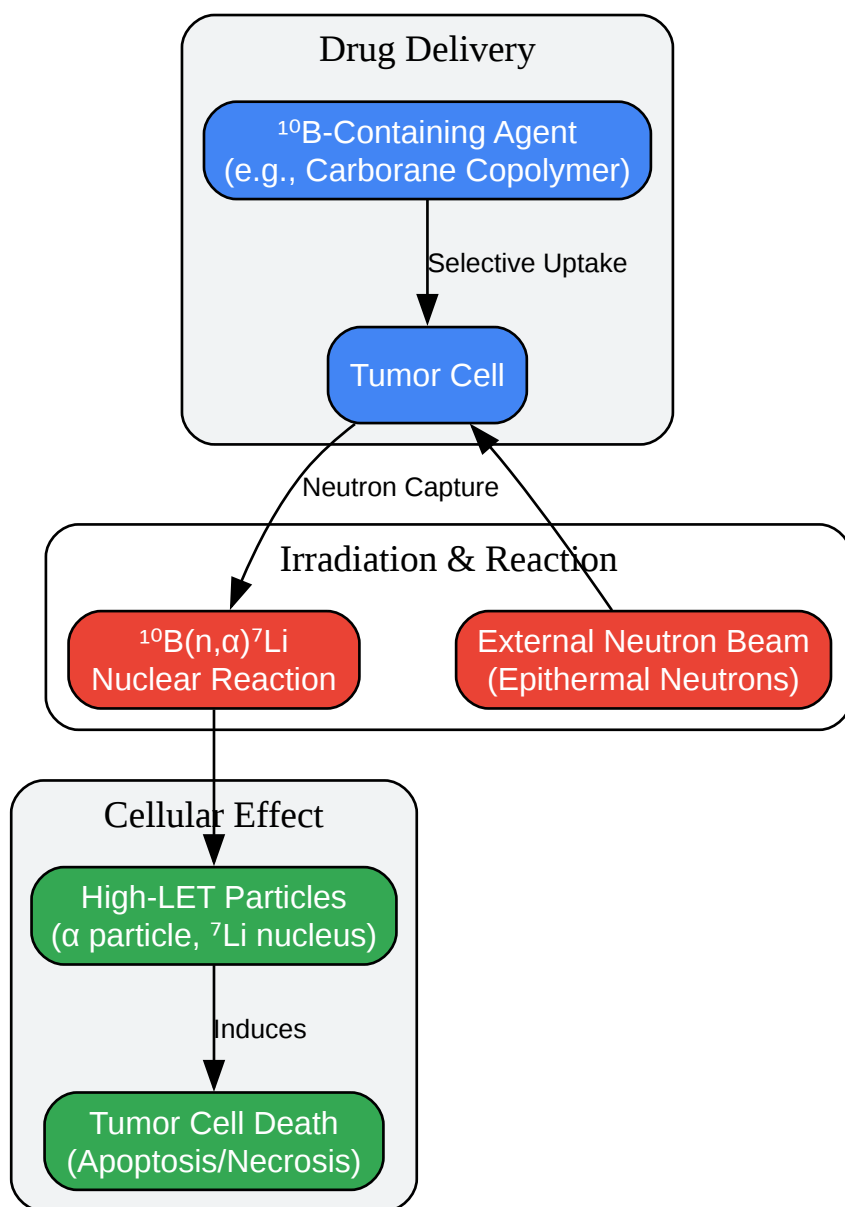 Drug Delivery
¹⁰B-Containing Agent
(e.g., Carborane Copolymer)
Selective Uptake
Tumor Cell
Neutron Capture
Irradiation & Reaction
¹⁰B(n,α)⁷Li
Nuclear Reaction
External Neutron Beam
(Epithermal Neutrons)
Cellular Effect
High-LET Particles
(α particle, ⁷Li nucleus)
Induces
Tumor Cell Death
(Apoptosis/Necrosis)